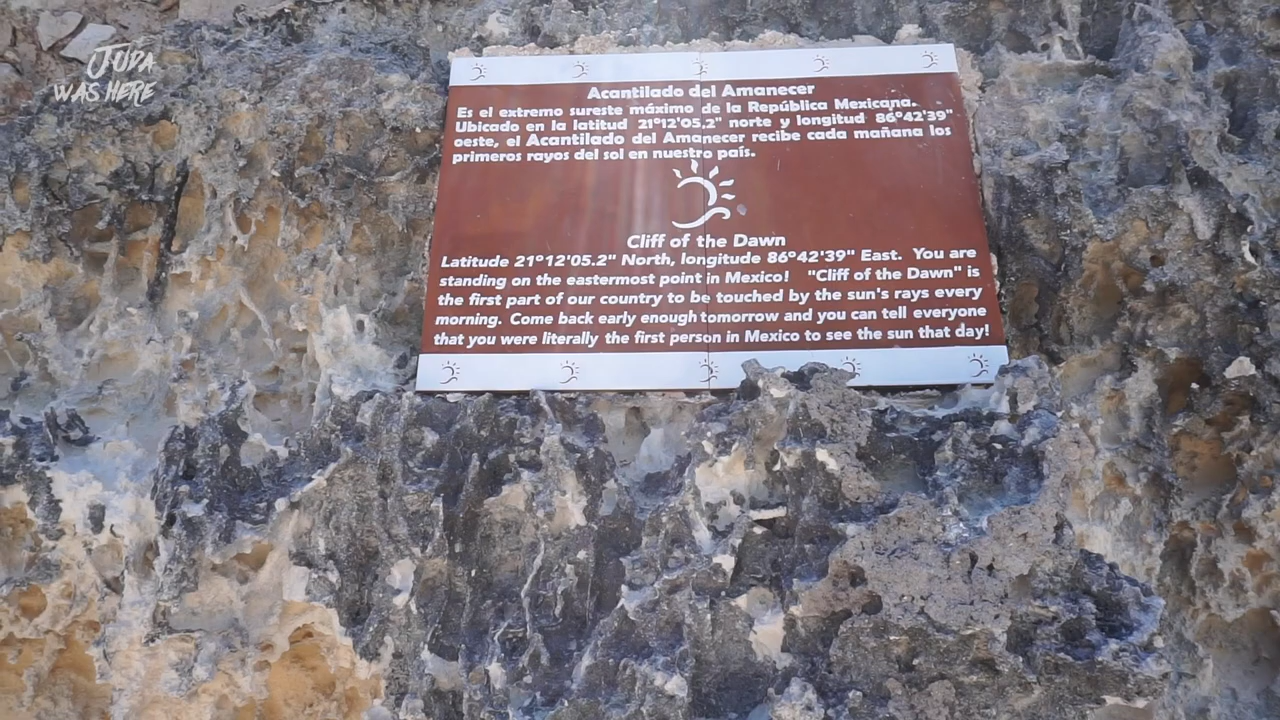 JUDA
WAS HERE
Acantilado del Amanecer
Es el extremo sureste máximo de la República Mexicana.
Ubicado en la latitud 21°12'05,2" norte y longitud 86°42'39"
oeste, el Acantilado del Amanecer recibe cada mañana los
primeros rayos del sol en nuestro país.
Cliff of the Dawn
Latitude 21°12'05.2" North, longitude 86°42'39" East. You are
standing on the easternmost point in Mexico! "Cliff of the Dawn" is
the first part of our country to be touched by the sun's rays every
morning. Come back early enough tomorrow and you can tell everyone
that you were literally the first person in Mexico to see the sun that day!